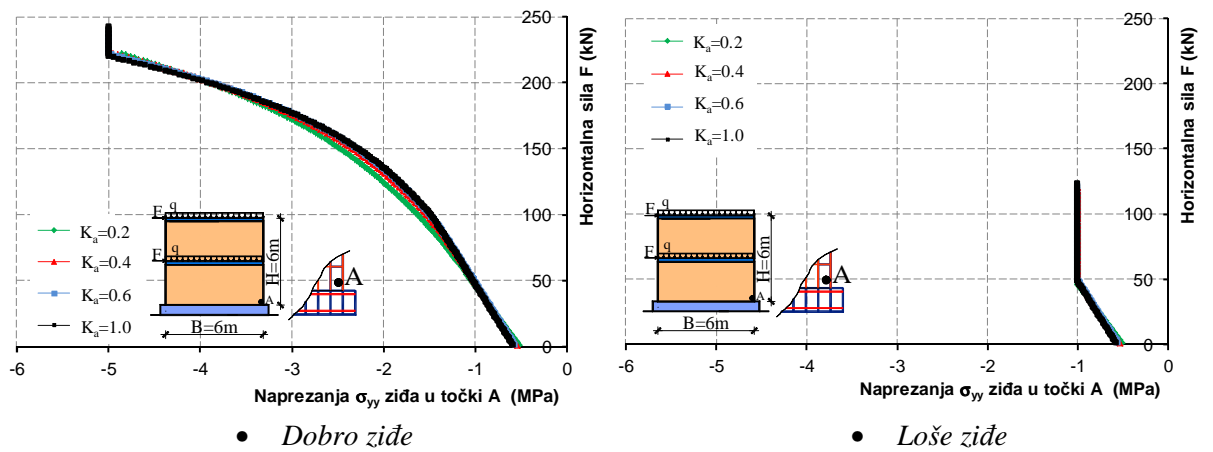 250
200
150
100
50
0
Horizontalna sila F (kN)
-6 -5 -4 -3 -2 -1 0
Naprezanja σyy ziđa u točki A (MPa)
Ka=0.2
Ka=0.4
Ka=0.6
Ka=1.0
F q
F q
H=6m
A
B=6m
A
• Dobro ziđe
250
200
150
100
50
0
Horizontalna sila F (kN)
-6 -5 -4 -3 -2 -1 0
Naprezanja σyy ziđa u točki A (MPa)
Ka=0.2
Ka=0.4
Ka=0.6
Ka=1.0
F q
F q
H=6m
A
B=6m
A
• Loše ziđe